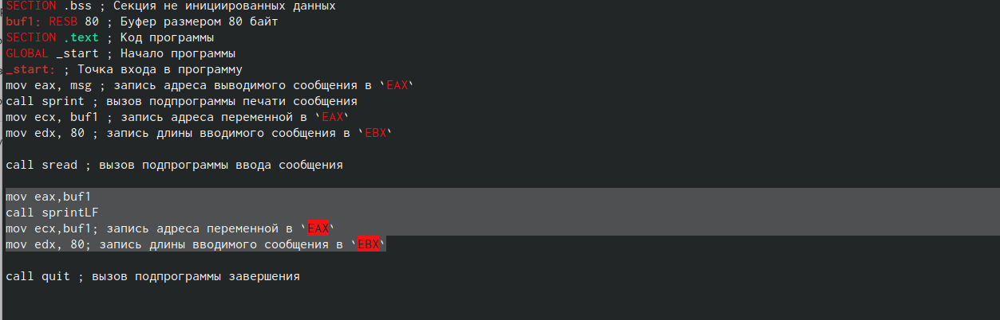 SECTION .bss ; Секция не инициированных данных
buf1: RESB 80 ; Буфер размером 80 байт
SECTION .text ; Код программы
GLOBAL _start ; Начало программы
_start: ; Точка входа в программу
mov eax, msg ; запись адреса выводимого сообщения в `EAX`
call sprint ; вызов подпрограммы печати сообщения
mov ecx, buf1 ; запись адреса переменной в `EAX`
mov edx, 80 ; запись длины вводимого сообщения в `EBX`
call sread ; вызов подпрограммы ввода сообщения
mov eax,buf1
call sprintLF
mov ecx,buf1; запись адреса переменной в `EAX`
mov edx, 80; запись длины вводимого сообщения в `EBX`
call quit ; вызов подпрограммы завершения